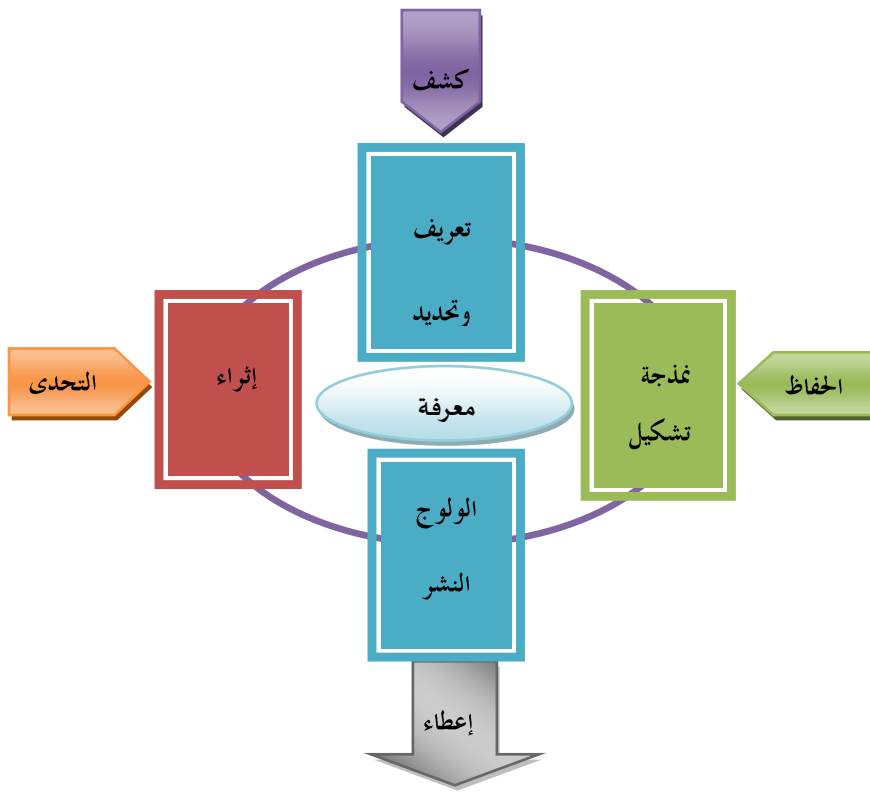 كشف
تعريف
وتحديد
نمذجة
تشكيل
الحفاظ
إثراء
التحدى
معرفة
الولوج
النشر
إعطاء